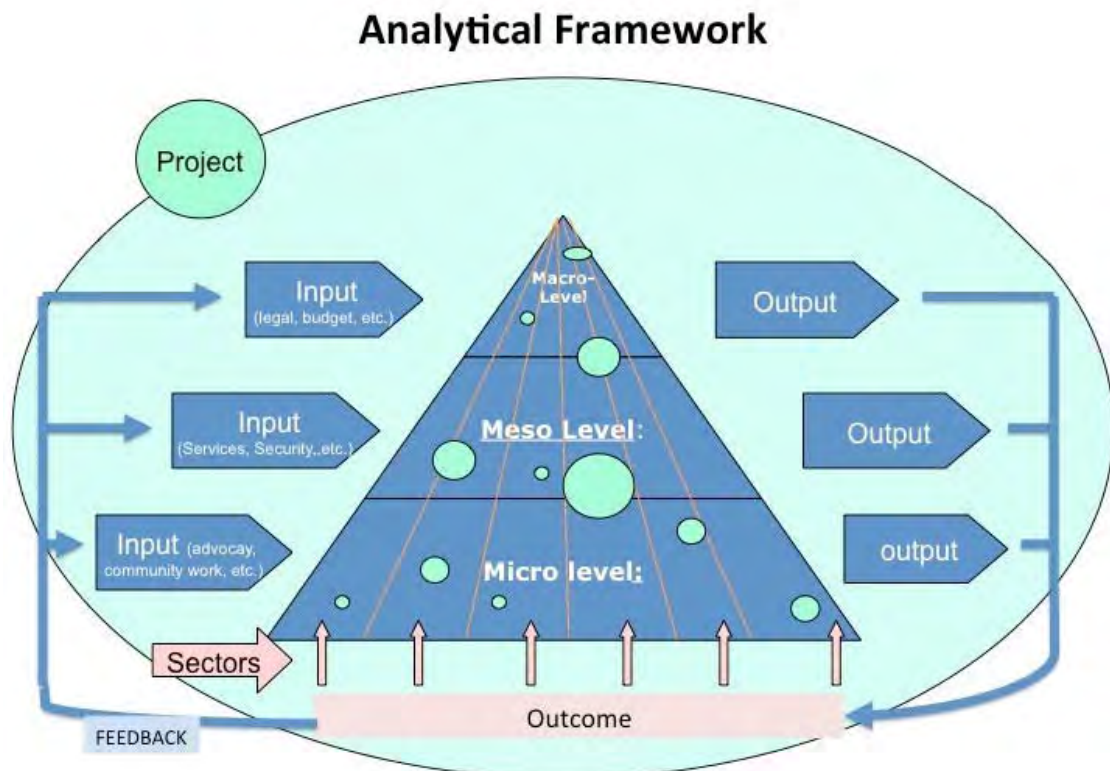 Analytical Framework
Project
Input
(legal, budget, etc.)
Macro-
Level
Output
Input
(Services, Security,.etc.)
Meso Level:
Output
Input (advocay,
community work, etc.)
Micro level:
output
Sectors
Outcome
FEEDBACK